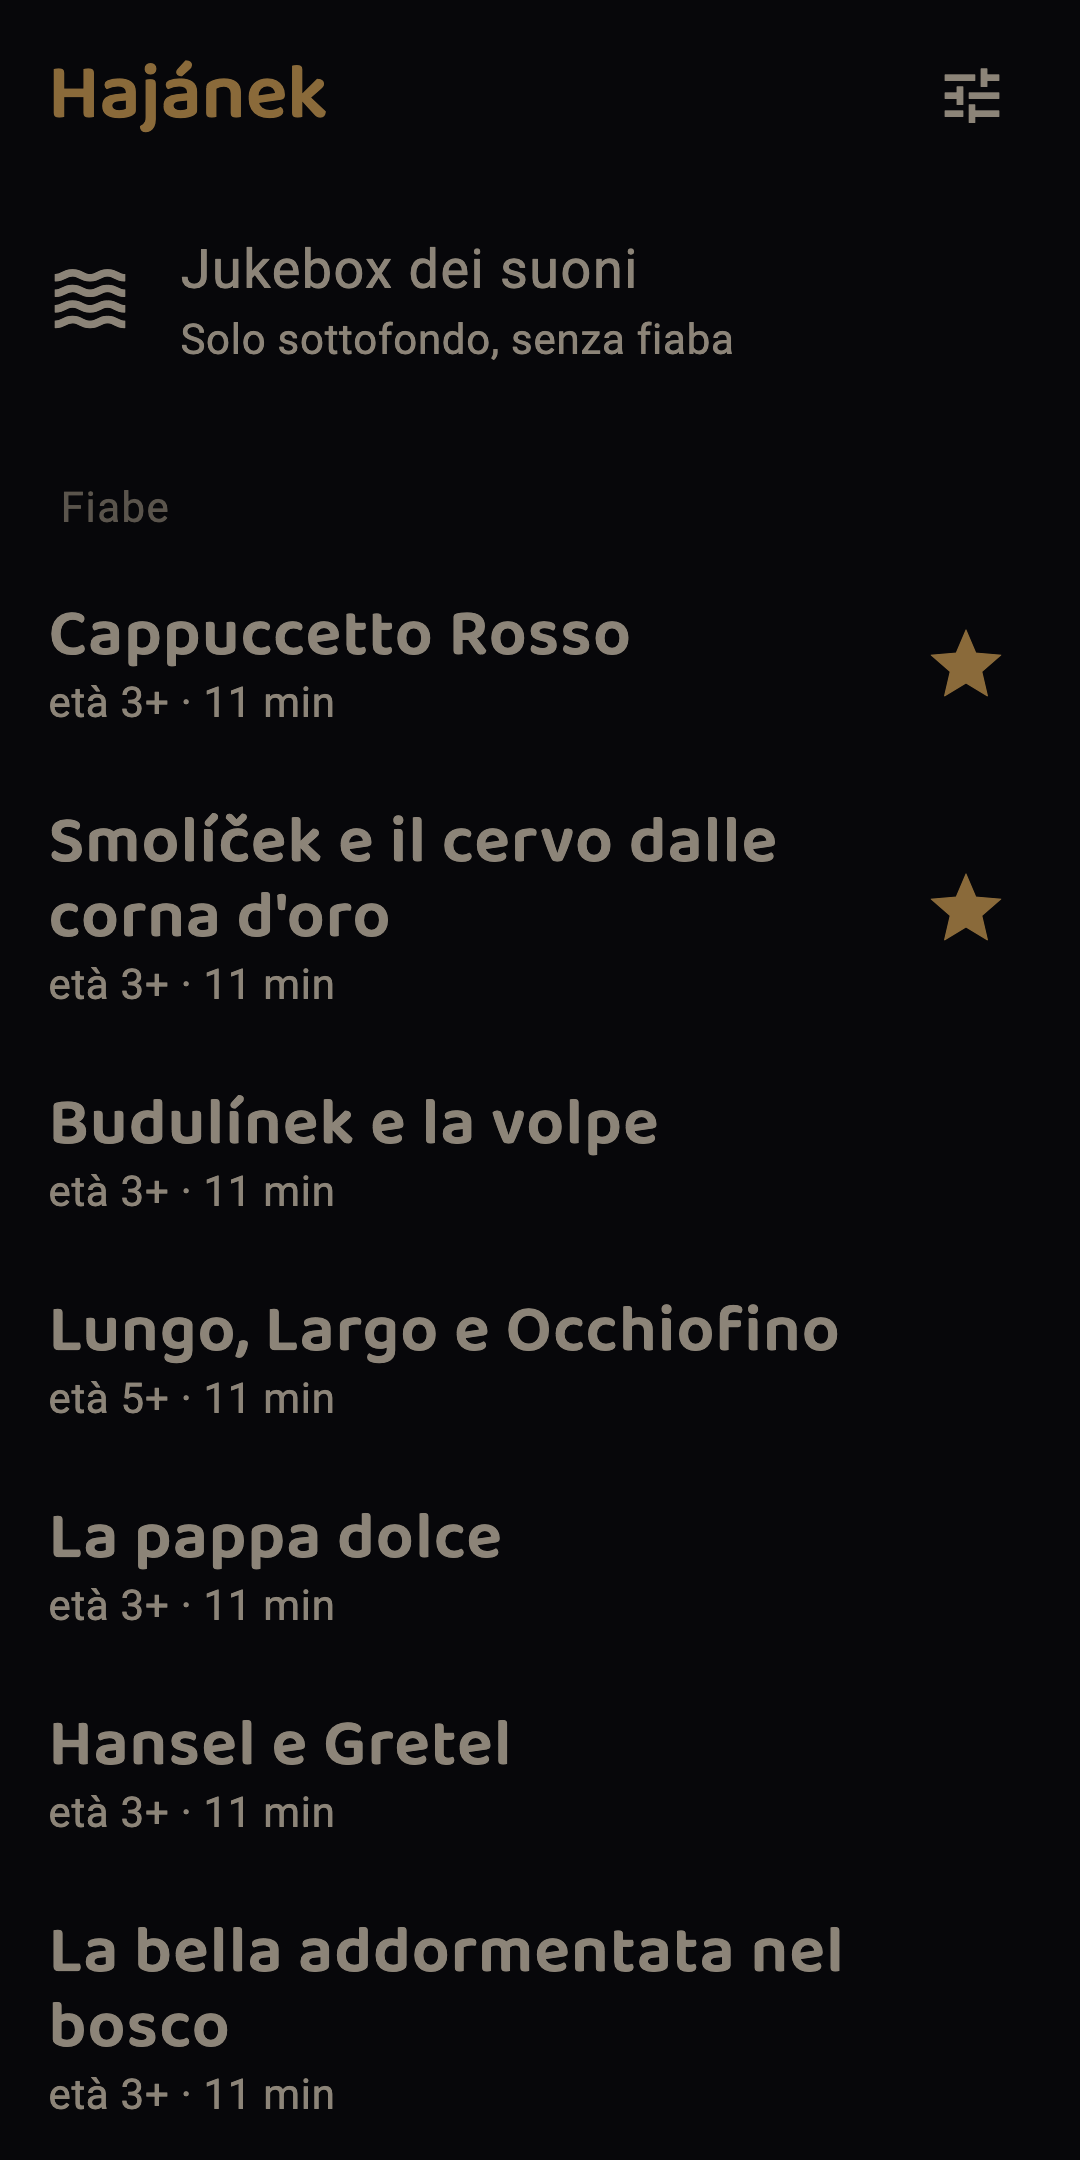 Hajánek
Jukebox dei suoni
Solo sottofondo, senza fiaba
Fiabe
Cappuccetto Rosso
età 3+ · 11 min
Smolíček e il cervo dalle
corna d'oro
età 3+ · 11 min
Budulínek e la volpe
età 3+ · 11 min
Lungo, Largo e Occhiofino
età 5+ · 11 min
La pappa dolce
età 3+ · 11 min
Hansel e Gretel
età 3+ · 11 min
La bella addormentata nel
bosco
età 3+ · 11 min